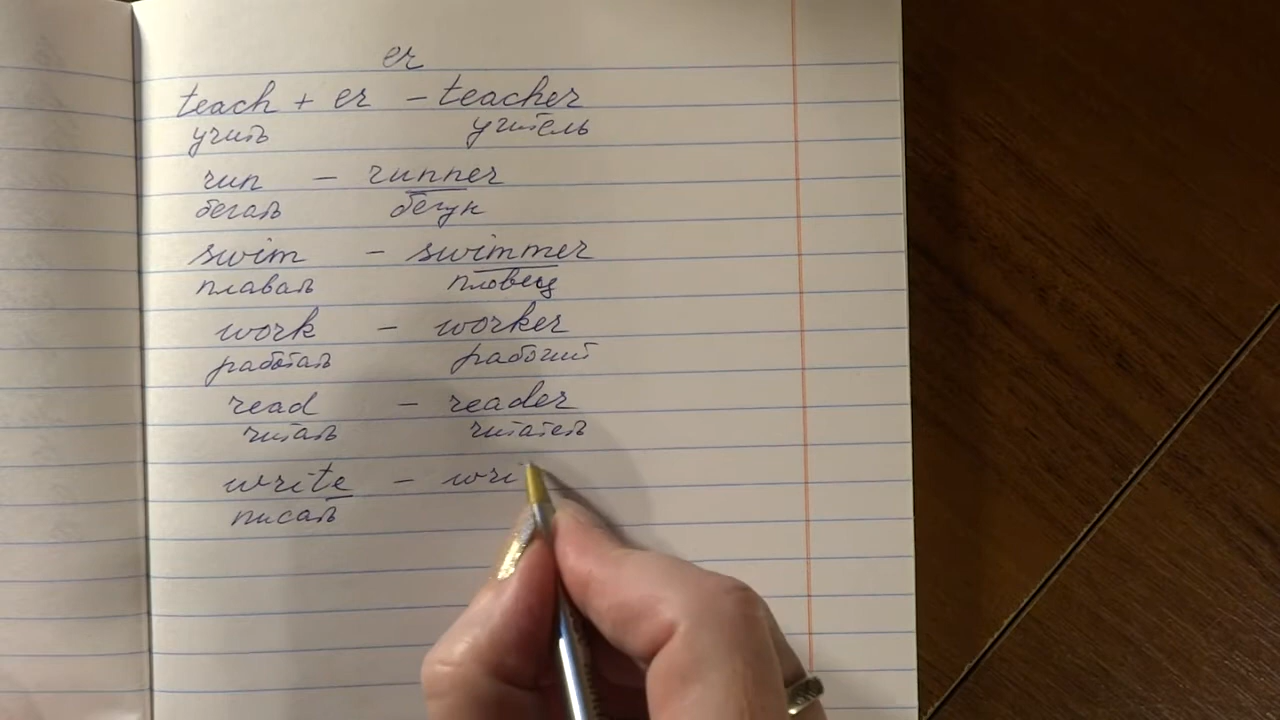 er
teach + er - teacher
учить учитель
run - runner
бегать бегун
swim - swimmer
плавать пловец
work - worker
работать рабочий
read - reader
читать читатель
write - wri
писать